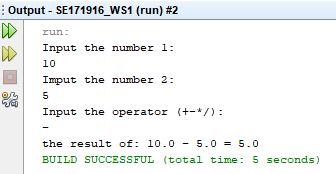 Output - SE171916_WS1 (run) #2
run:
Input the number 1:
10
Imput the number 2:
5
Input the operator (+-*/):
-
the result of: 10.0 - 5.0 = 5.0
BUILD SUCCESSFUL (total time: 5 seconds)